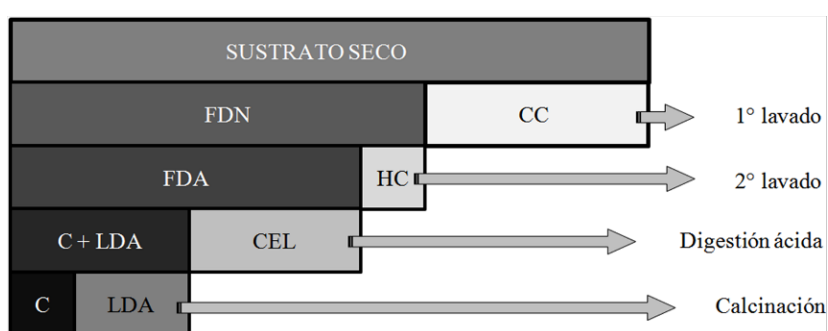 SUSTRATO SECO
FDN CC 1° lavado
FDA HC 2° lavado
C + LDA CEL Digestión ácida
C LDA Calcinación